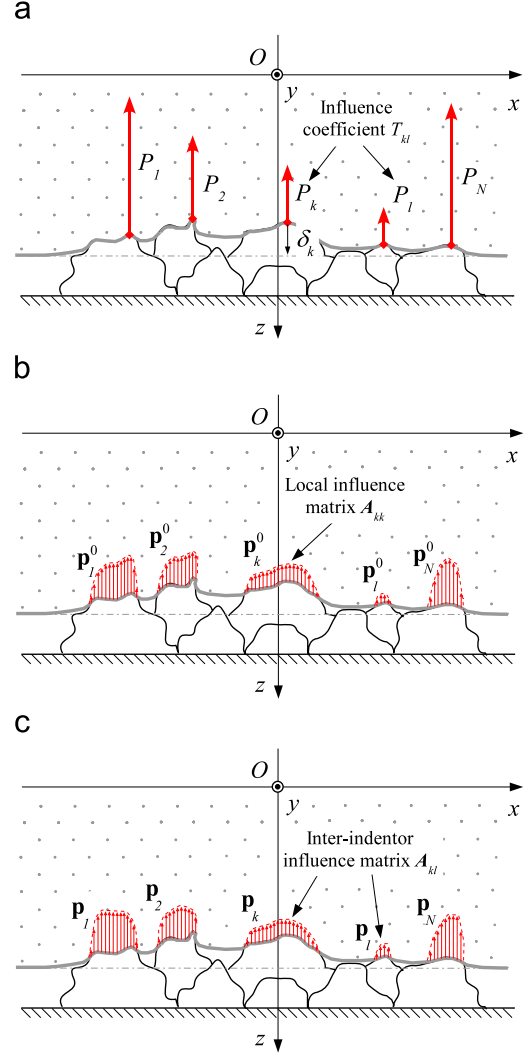 a
O
x
y
Influence
coefficient T_kl
P_1
P_2
P_k
P_l
P_N
δ_k
z
b
O
x
y
Local influence
matrix A_kk
p_1^0
p_2^0
p_k^0
p_l^0
p_N^0
z
c
O
x
y
Inter-indentor
influence matrix A_kl
p_1
p_2
p_k
p_l
p_N
z